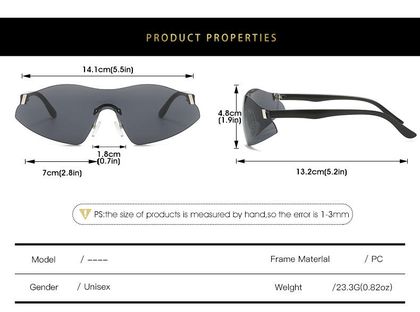 PRODUCT PROPERTIES
14.1cm(5.5in)
4.8cm
(1.9in)
1.8cm
(0.7in)
7cm(2.8in)
13.2cm(5.2in)
PS:the size of products is measured by hand,so the error is 1-3mm
Model / ---- Frame Material / PC
Gender / Unisex Weight /23.3G(0.82oz)